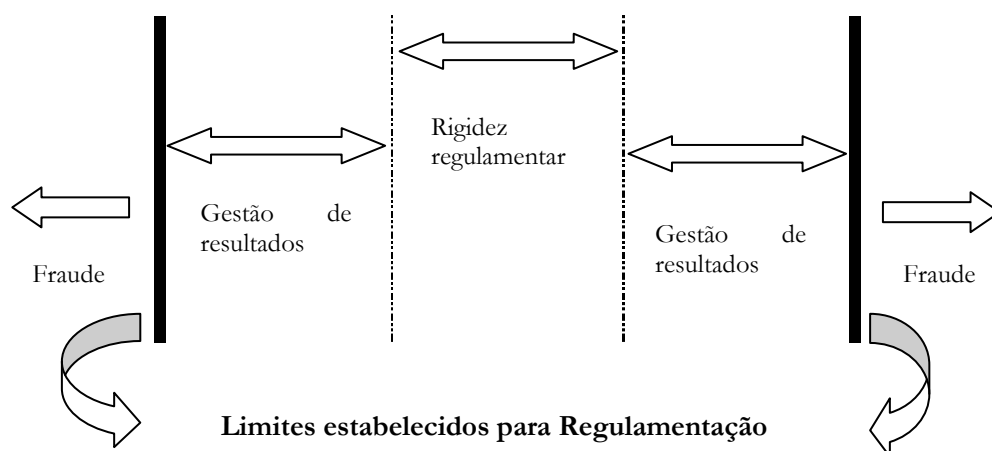 Rigidez
regulamentar
Gestão de
resultados
Gestão de
resultados
Fraude
Fraude
Limites estabelecidos para Regulamentação